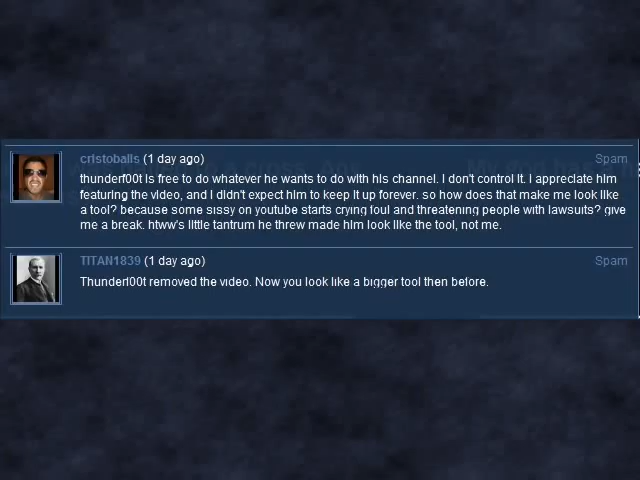 cristoballs (1 day ago) Spam
thunderf00t is free to do whatever he wants to do with his channel. I don't control it. i appreciate him
featuring the video, and I didn't expect him to keep it up forever. so how does that make me look like
a tool? because some sissy on youtube starts crying foul and threatening people with lawsuits? give
me a break. htww's little tantrum he threw made him look like the tool, not me.
TITAN1839 (1 day ago) Spam
Thunderf00t removed the video. Now you look like a bigger tool then before.